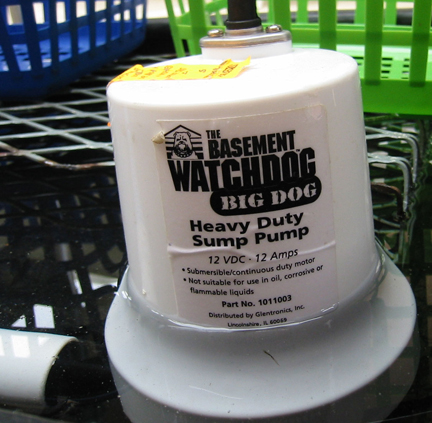 THE
BASEMENT
WATCHDOG
BIG DOG
Heavy Duty
Sump Pump
12 VDC - 12 Amps
• Submersible/continuous duty motor
• Not suitable for use in oil, corrosive or
flammable liquids
Part No. 1011003
Distributed by Glentronics, Inc.
Lincolnshire, IL 60069